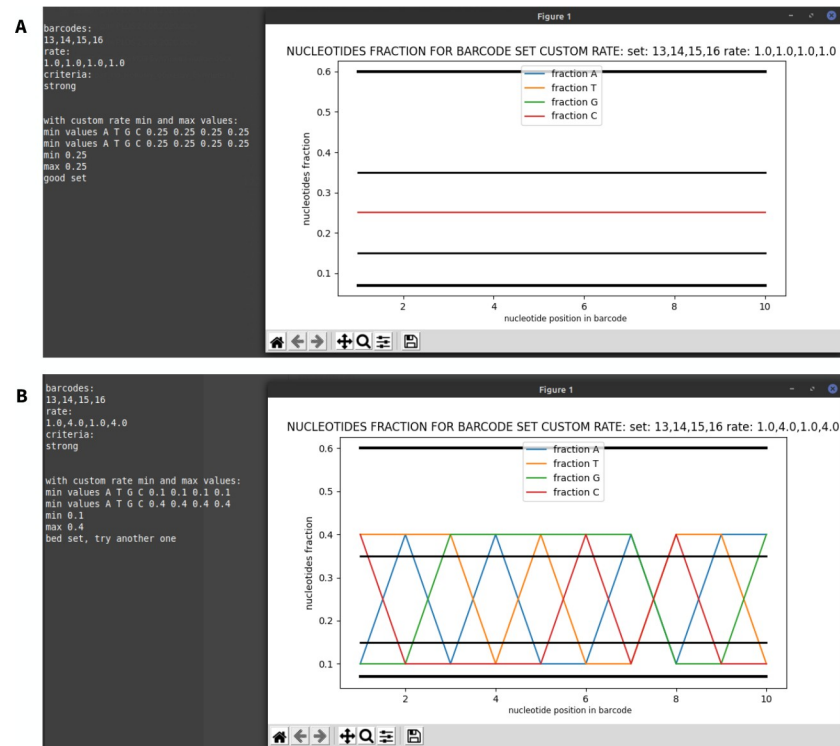 A
barcodes:
13,14,15,16
rate:
1.0,1.0,1.0,1.0
criteria:
strong
with custom rate min and max values:
min values A T G C 0.25 0.25 0.25 0.25
min values A T G C 0.25 0.25 0.25 0.25
min 0.25
max 0.25
good set
Figure 1
NUCLEOTIDES FRACTION FOR BARCODE SET CUSTOM RATE: set: 13,14,15,16 rate: 1.0,1.0,1.0,1.0
fraction A
fraction T
fraction G
fraction C
nucleotides fraction
0.6
0.5
0.4
0.3
0.2
0.1
2 4 6 8 10
nucleotide position in barcode
B
barcodes:
13,14,15,16
rate:
1.0,4.0,1.0,4.0
criteria:
strong
with custom rate min and max values:
min values A T G C 0.1 0.1 0.1 0.1
min values A T G C 0.4 0.4 0.4 0.4
min 0.1
max 0.4
bed set, try another one
Figure 1
NUCLEOTIDES FRACTION FOR BARCODE SET CUSTOM RATE: set: 13,14,15,16 rate: 1.0,4.0,1.0,4.0
fraction A
fraction T
fraction G
fraction C
nucleotides fraction
0.6
0.5
0.4
0.3
0.2
0.1
2 4 6 8 10
nucleotide position in barcode